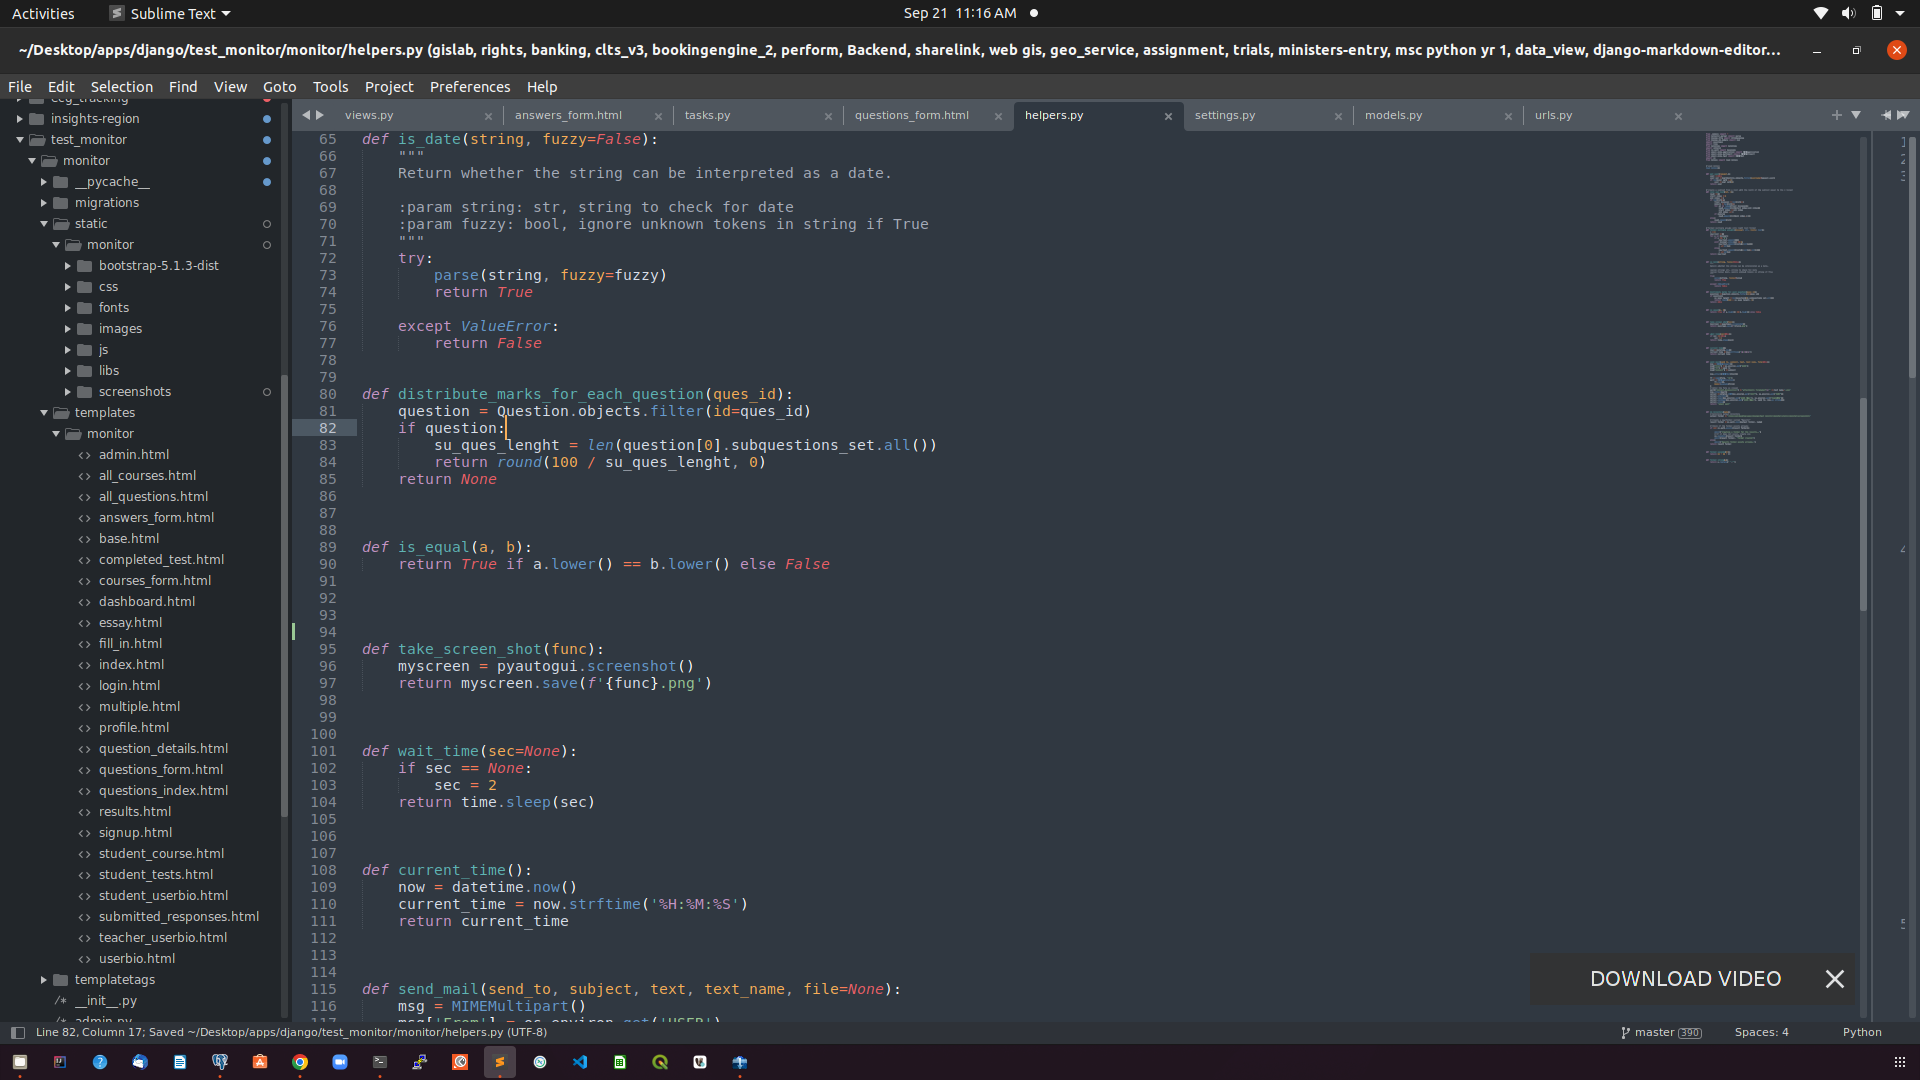 Activities
Sublime Text
Sep 21 11:16 AM
~/Desktop/apps/django/test_monitor/monitor/helpers.py (gislab, rights, banking, clts_v3, bookingengine_2, perform, Backend, sharelink, web gis, geo_service, assignment, trials, ministers-entry, msc python yr 1, data_view, django-markdown-editor...
File Edit Selection Find View Goto Tools Project Preferences Help
views.py answers_form.html tasks.py questions_form.html helpers.py settings.py models.py urls.py
insights-region
test_monitor
monitor
__pycache__
migrations
static
monitor
bootstrap-5.1.3-dist
css
fonts
images
js
libs
screenshots
templates
monitor
admin.html
all_courses.html
all_questions.html
answers_form.html
base.html
completed_test.html
courses_form.html
dashboard.html
essay.html
fill_in.html
index.html
login.html
multiple.html
profile.html
question_details.html
questions_form.html
questions_index.html
results.html
signup.html
student_course.html
student_tests.html
student_userbio.html
submitted_responses.html
teacher_userbio.html
userbio.html
templatetags
/* __init__.py
65 def is_date(string, fuzzy=False):
66 """
67 Return whether the string can be interpreted as a date.
68
69 :param string: str, string to check for date
70 :param fuzzy: bool, ignore unknown tokens in string if True
71 """
72 try:
73 parse(string, fuzzy=fuzzy)
74 return True
75
76 except ValueError:
77 return False
78
79
80 def distribute_marks_for_each_question(ques_id):
81 question = Question.objects.filter(id=ques_id)
82 if question:
83 su_ques_lenght = len(question[0].subquestions_set.all())
84 return round(100 / su_ques_lenght, 0)
85 return None
86
87
88
89 def is_equal(a, b):
90 return True if a.lower() == b.lower() else False
91
92
93
94
95 def take_screen_shot(func):
96 myscreen = pyautogui.screenshot()
97 return myscreen.save(f'{func}.png')
98
99
100
101 def wait_time(sec=None):
102 if sec == None:
103 sec = 2
104 return time.sleep(sec)
105
106
107
108 def current_time():
109 now = datetime.now()
110 current_time = now.strftime('%H:%M:%S')
111 return current_time
112
113
114
115 def send_mail(send_to, subject, text, text_name, file=None):
116 msg = MIMEMultipart()
DOWNLOAD VIDEO
Line 82, Column 17; Saved ~/Desktop/apps/django/test_monitor/monitor/helpers.py (UTF-8)
master 390
Spaces: 4
Python